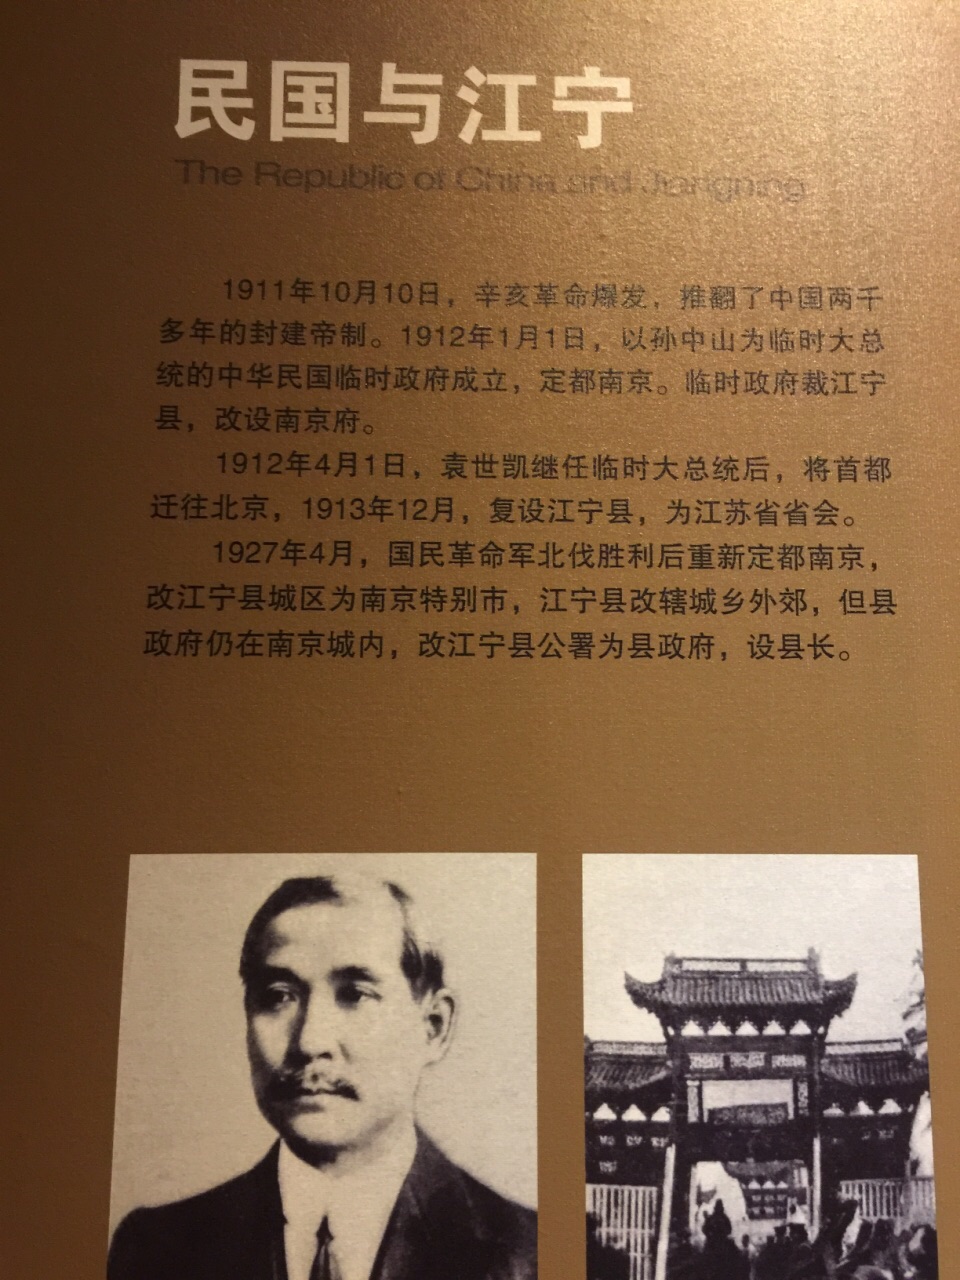 民国与江宁
The Republic of China and Jiangning
1911年10月10日，辛亥革命爆发，推翻了中国两千
多年的封建帝制。1912年1月1日，以孙中山为临时大总
统的中华民国临时政府成立，定都南京。临时政府裁江宁
县，改设南京府。
1912年4月1日，袁世凯继任临时大总统后，将首都
迁往北京，1913年12月，复设江宁县，为江苏省省会。
1927年4月，国民革命军北伐胜利后重新定都南京，
改江宁县城区为南京特别市，江宁县改辖城乡外郊，但县
政府仍在南京城内，改江宁县公署为县政府，设县长。